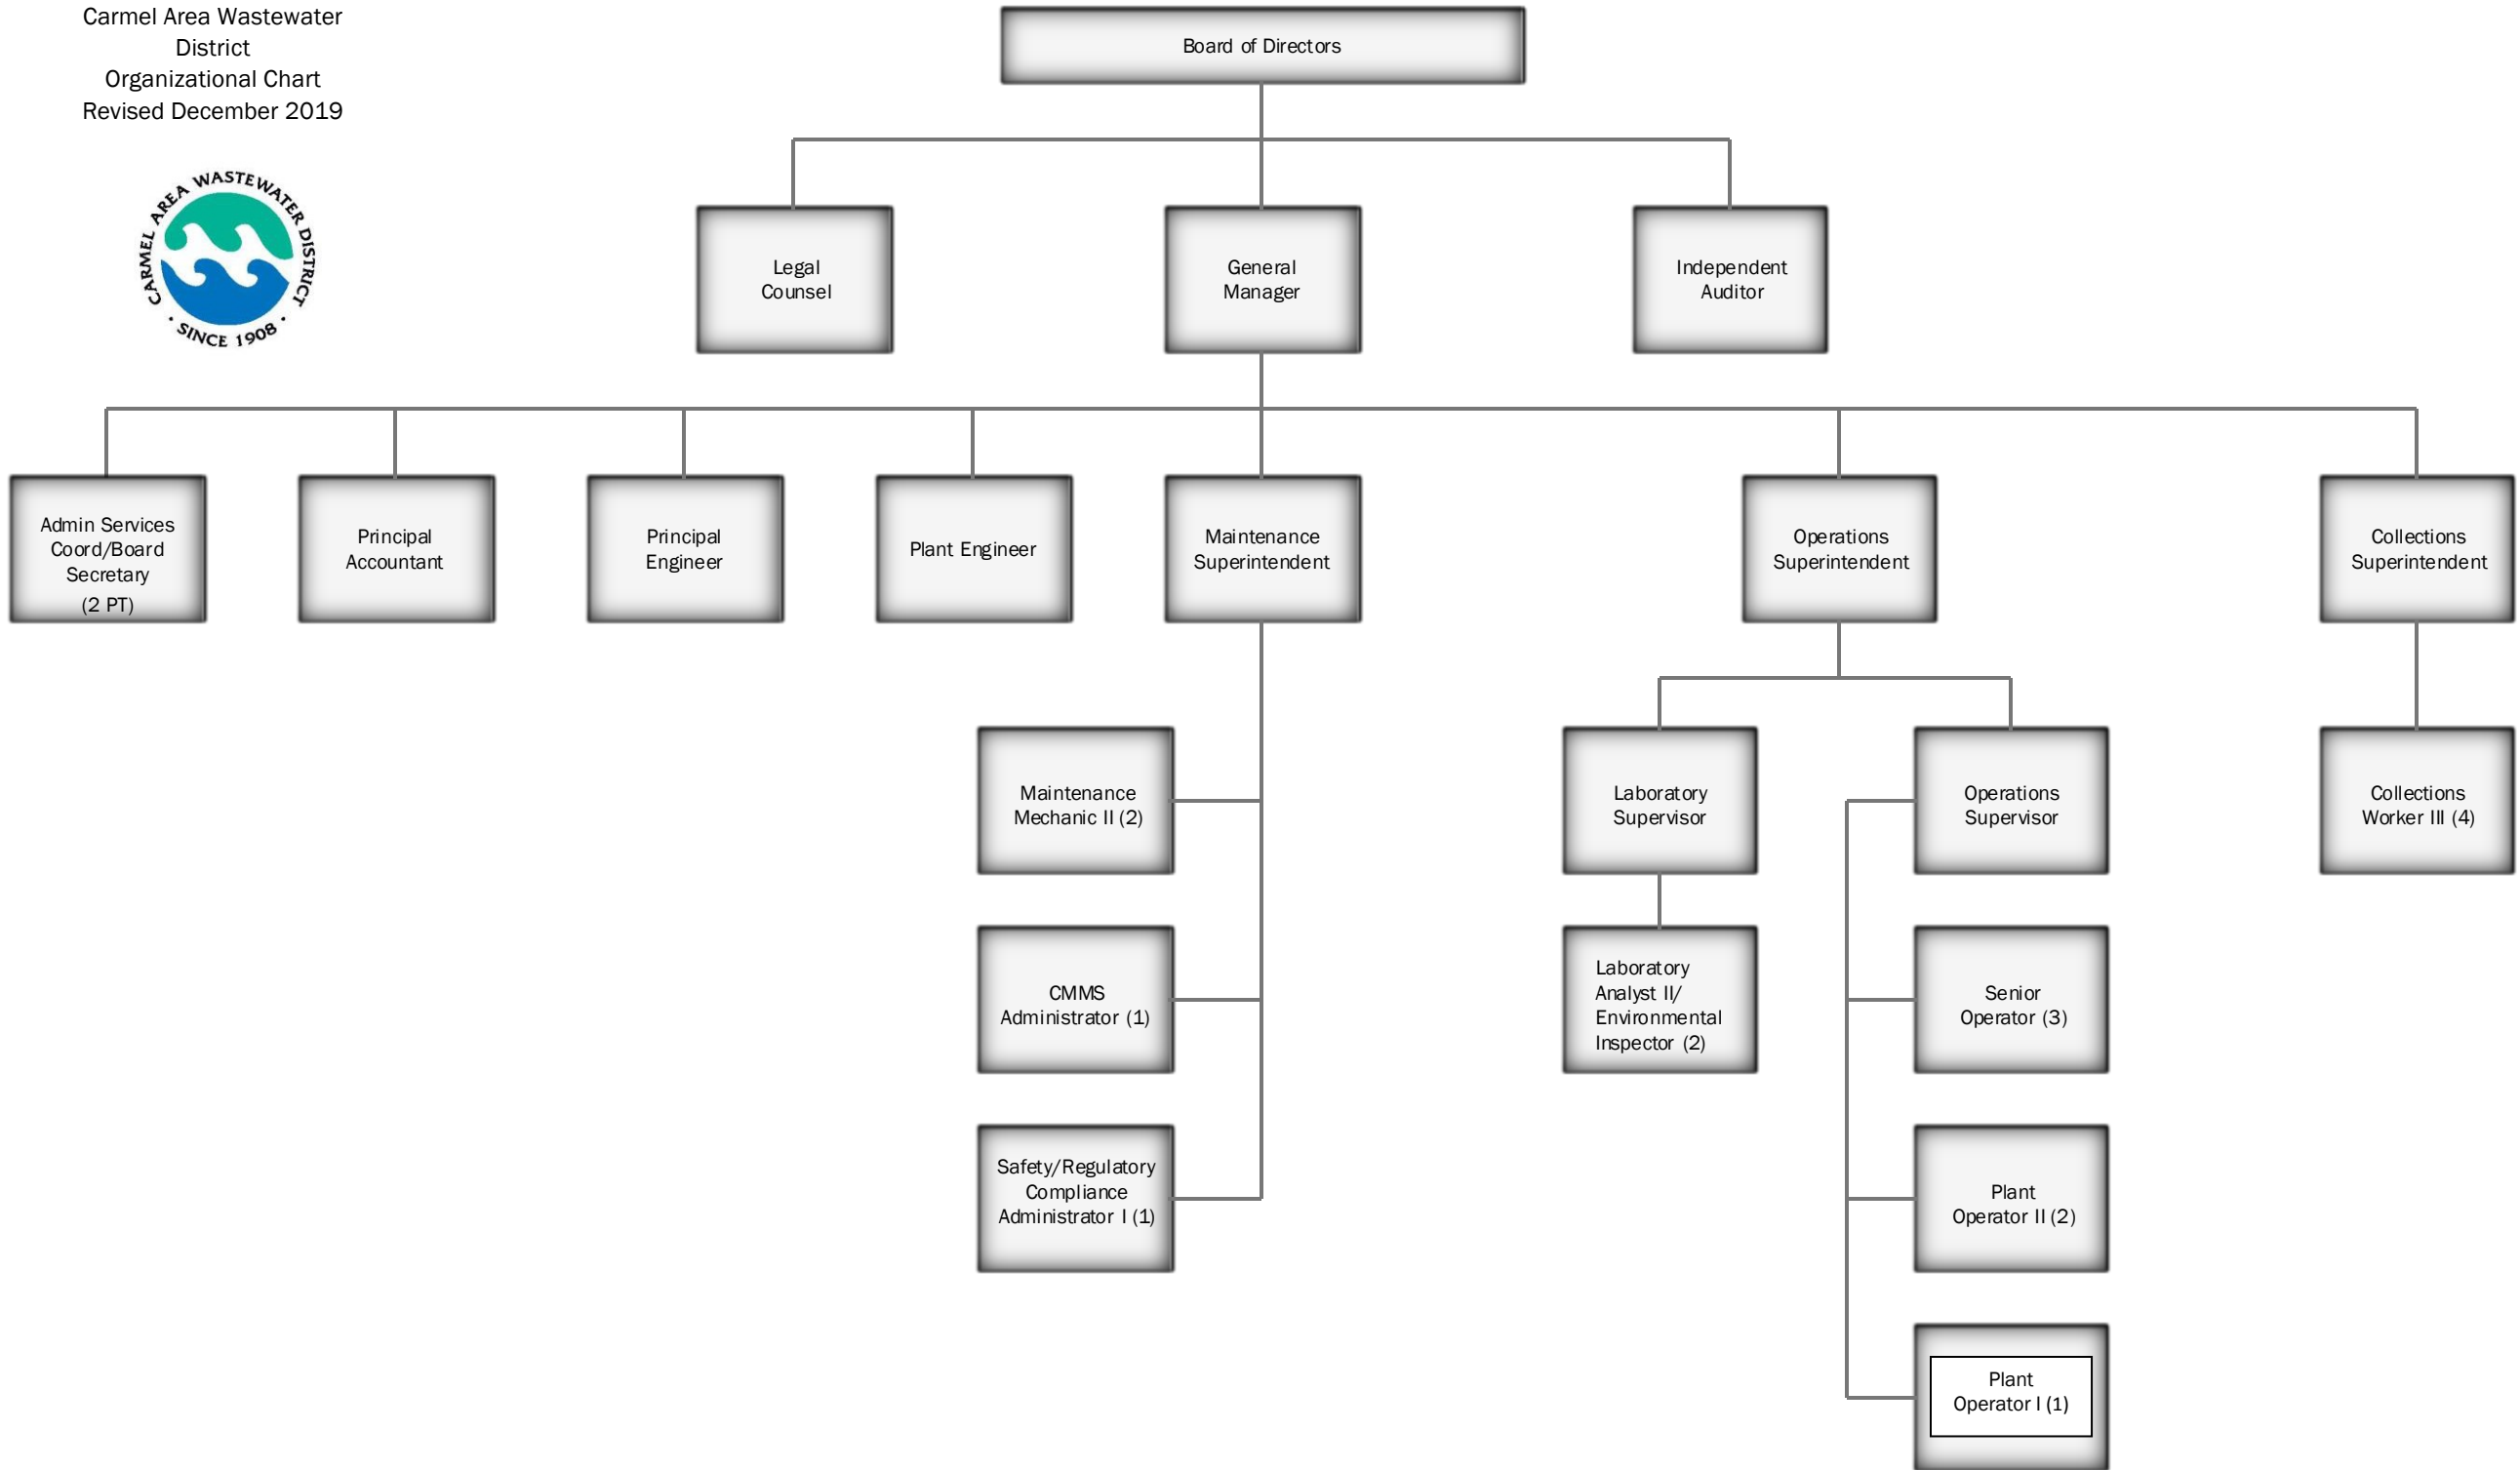 Carmel Area Wastewater
District
Organizational Chart
Revised December 2019
CARMEL AREA WASTEWATER DISTRICT
· SINCE 1908 ·
Board of Directors
Legal
Counsel
General
Manager
Independent
Auditor
Admin Services
Coord/Board
Secretary
(2 PT)
Principal
Accountant
Principal
Engineer
Plant Engineer
Maintenance
Superintendent
Operations
Superintendent
Collections
Superintendent
Maintenance
Mechanic II (2)
Laboratory
Supervisor
Operations
Supervisor
Collections
Worker III (4)
CMMS
Administrator (1)
Laboratory
Analyst II/
Environmental
Inspector (2)
Senior
Operator (3)
Safety/Regulatory
Compliance
Administrator I (1)
Plant
Operator II (2)
Plant
Operator I (1)